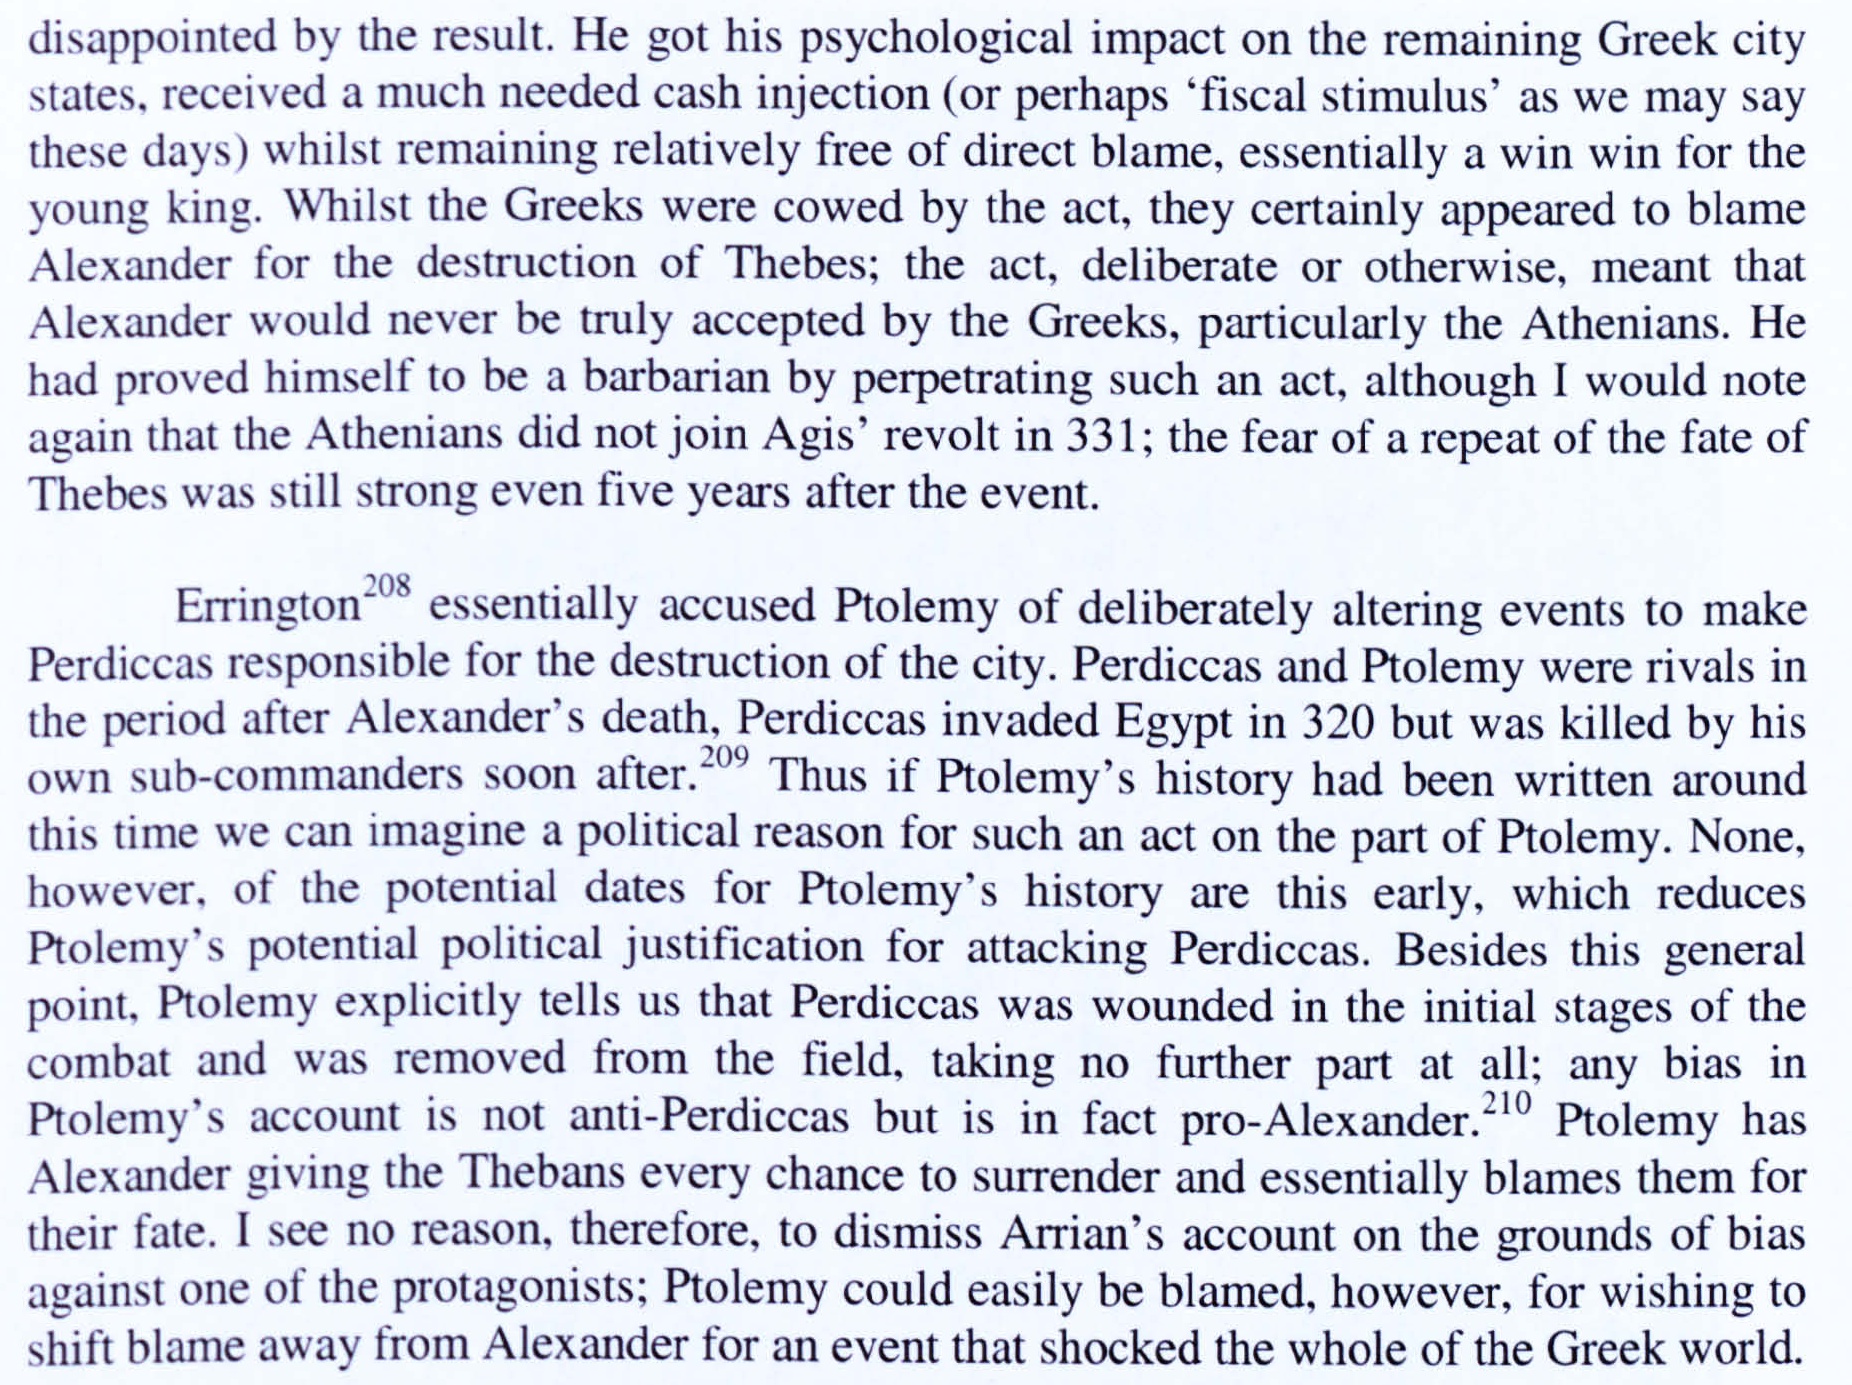 disappointed by the result. He got his psychological impact on the remaining Greek city
states, received a much needed cash injection (or perhaps ‘fiscal stimulus’ as we may say
these days) whilst remaining relatively free of direct blame, essentially a win win for the
young king. Whilst the Greeks were cowed by the act, they certainly appeared to blame
Alexander for the destruction of Thebes; the act, deliberate or otherwise, meant that
Alexander would never be truly accepted by the Greeks, particularly the Athenians. He
had proved himself to be a barbarian by perpetrating such an act, although I would note
again that the Athenians did not join Agis’ revolt in 331; the fear of a repeat of the fate of
Thebes was still strong even five years after the event.
Errington208 essentially accused Ptolemy of deliberately altering events to make
Perdiccas responsible for the destruction of the city. Perdiccas and Ptolemy were rivals in
the period after Alexander’s death, Perdiccas invaded Egypt in 320 but was killed by his
own sub-commanders soon after.209 Thus if Ptolemy’s history had been written around
this time we can imagine a political reason for such an act on the part of Ptolemy. None,
however, of the potential dates for Ptolemy’s history are this early, which reduces
Ptolemy’s potential political justification for attacking Perdiccas. Besides this general
point, Ptolemy explicitly tells us that Perdiccas was wounded in the initial stages of the
combat and was removed from the field, taking no further part at all; any bias in
Ptolemy’s account is not anti-Perdiccas but is in fact pro-Alexander.210 Ptolemy has
Alexander giving the Thebans every chance to surrender and essentially blames them for
their fate. I see no reason, therefore, to dismiss Arrian’s account on the grounds of bias
against one of the protagonists; Ptolemy could easily be blamed, however, for wishing to
shift blame away from Alexander for an event that shocked the whole of the Greek world.